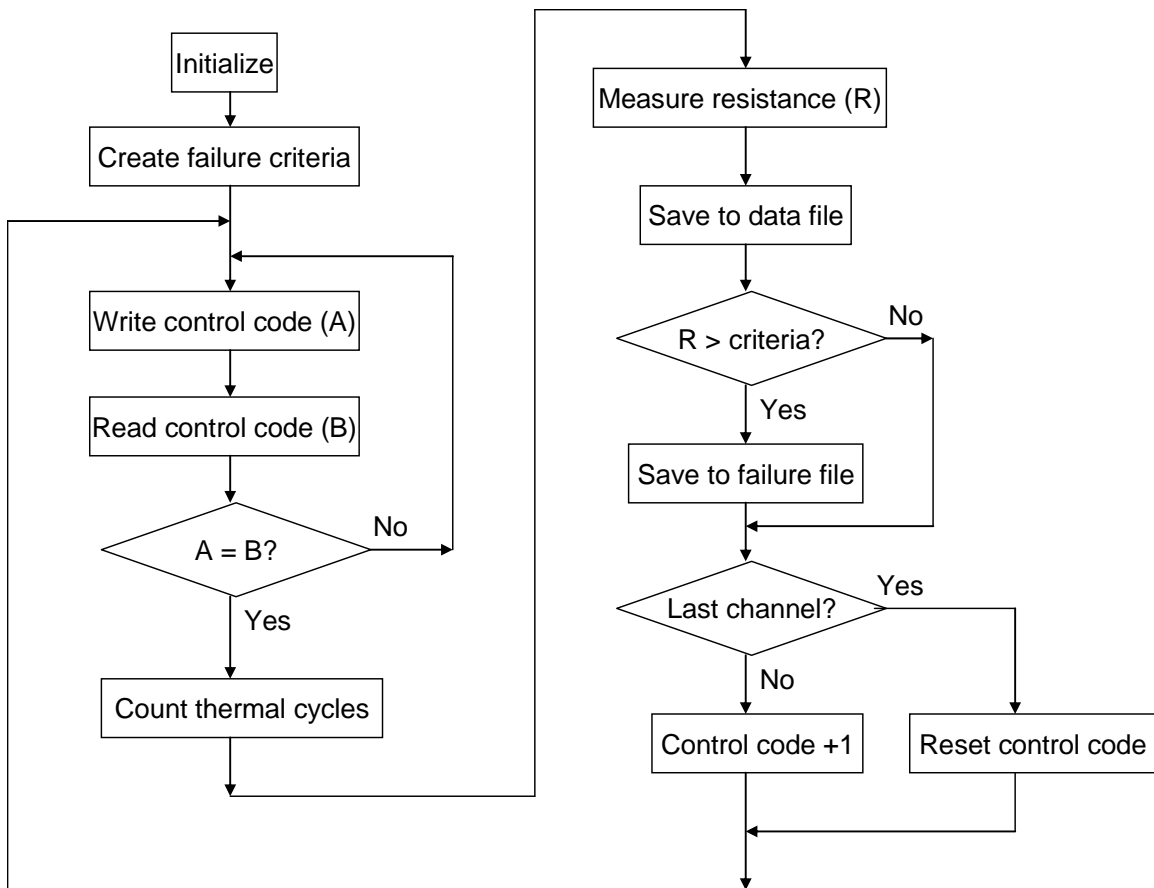 Initialize
Create failure criteria
Write control code (A)
Read control code (B)
A = B?
No
Yes
Count thermal cycles
Measure resistance (R)
Save to data file
R > criteria?
No
Yes
Save to failure file
Last channel?
Yes
No
Control code +1
Reset control code